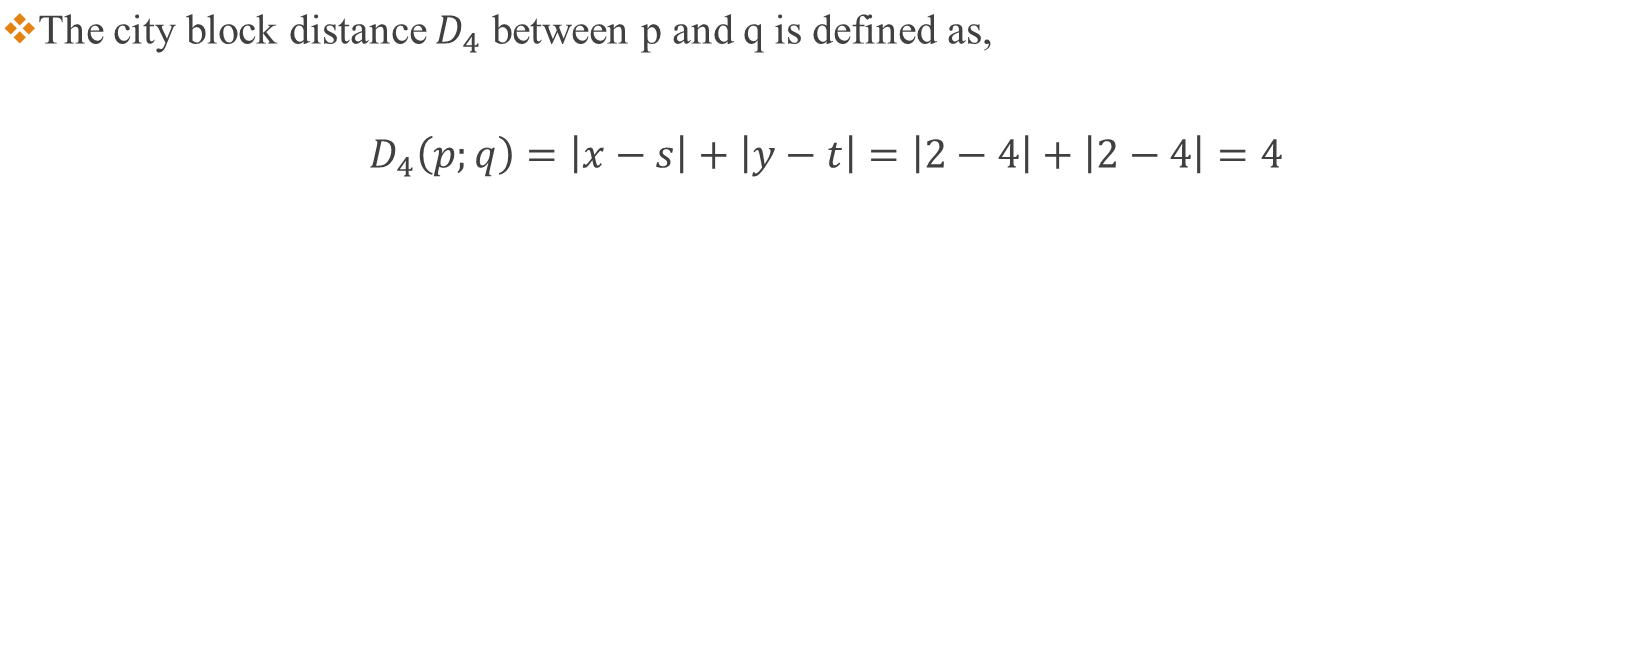 ❖The city block distance D₄ between p and q is defined as,
D₄(p; q) = |x − s| + |y − t| = |2 − 4| + |2 − 4| = 4